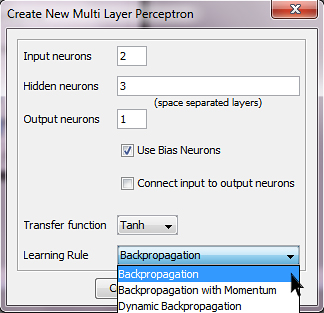 Create New Multi Layer Perceptron
Input neurons 2
Hidden neurons 3
(space separated layers)
Output neurons 1
Use Bias Neurons
Connect input to output neurons
Transfer function Tanh
Learning Rule Backpropagation
Backpropagation
Backpropagation with Momentum
Dynamic Backpropagation